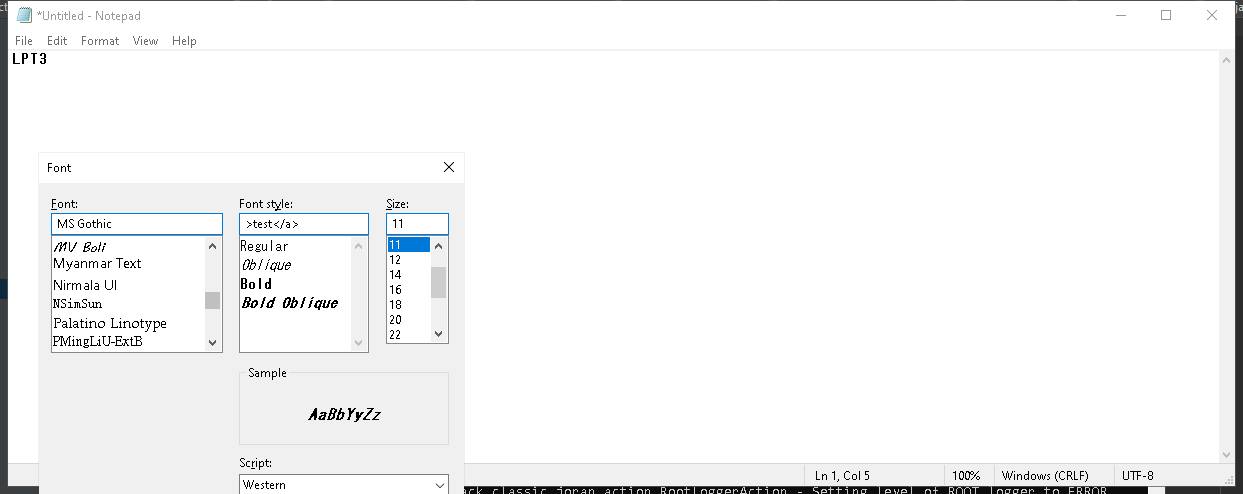 *Untitled - Notepad
File Edit Format View Help
LPT3
Font
Font: Font style: Size:
MS Gothic >test</a> 11
MV Boli
Myanmar Text
Nirmala UI
NSimSun
Palatino Linotype
PMingLiU-ExtB
Regular
Oblique
Bold
Bold Oblique
11
12
14
16
18
20
22
Sample
AaBbYyZz
Script:
Western
Ln 1, Col 5 100% Windows (CRLF) UTF-8
ack classic joran action RootLoggerAction - Setting level of ROOT logger to ERROR